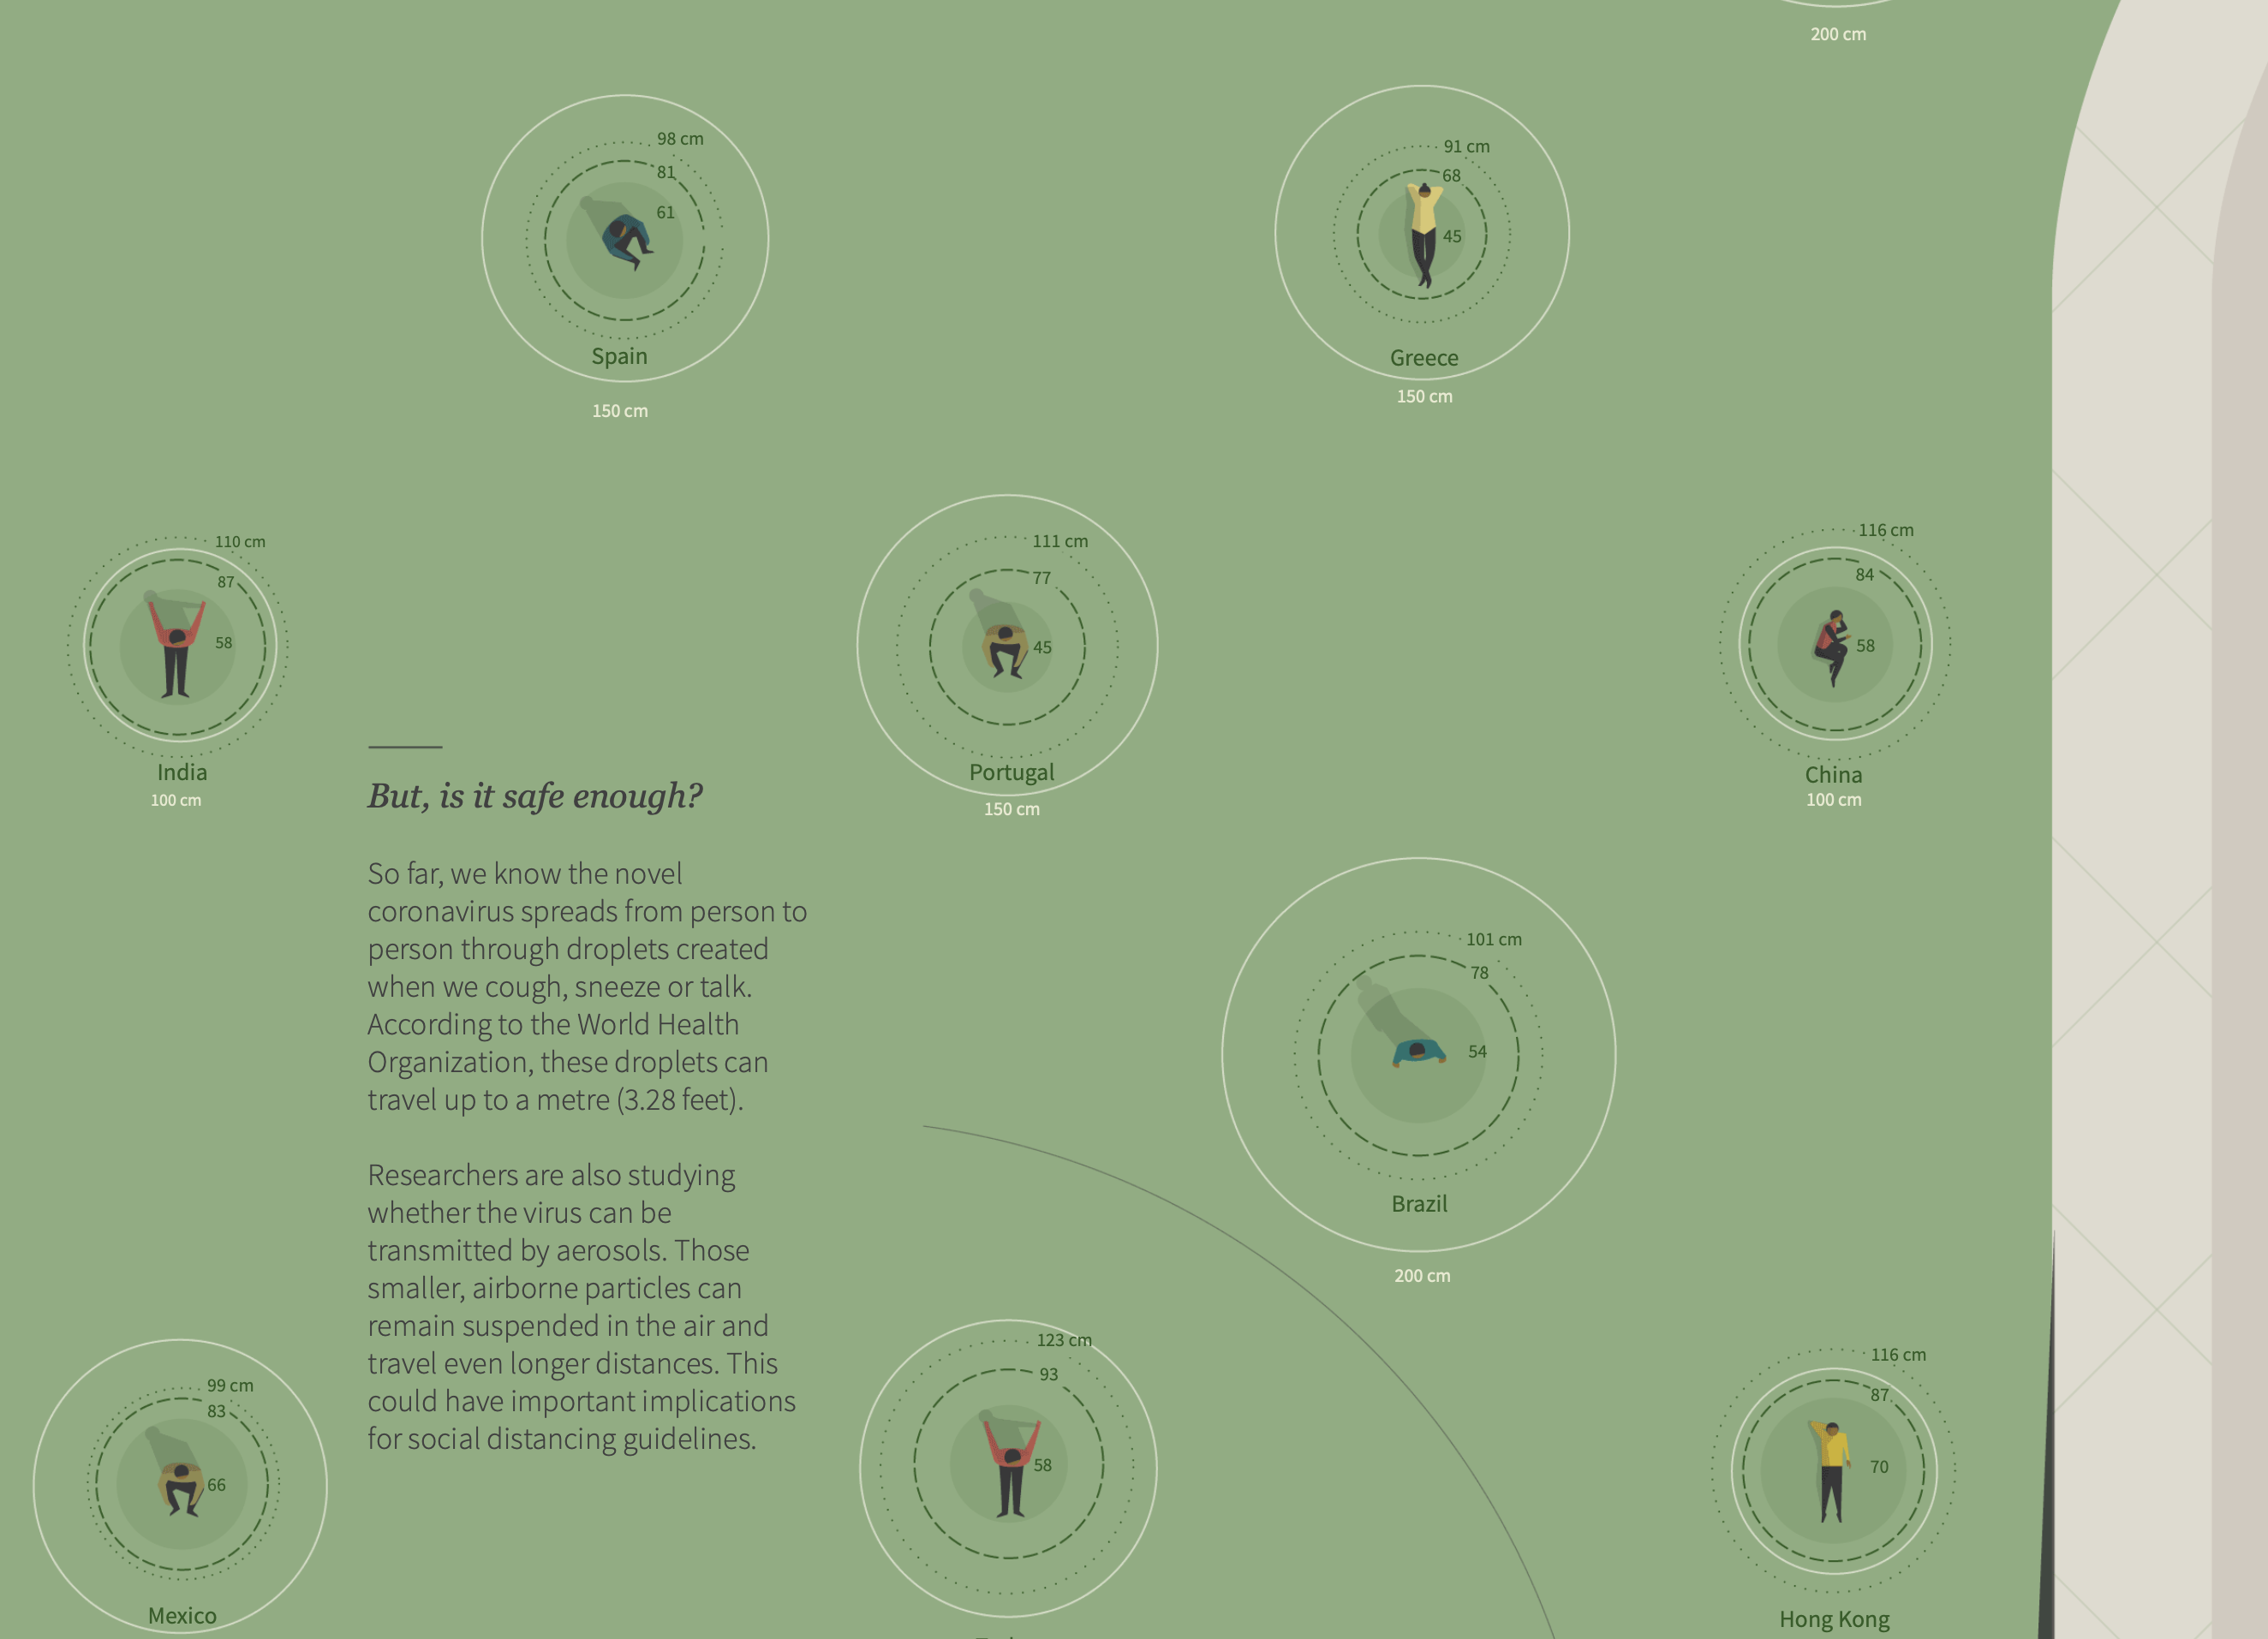 200 cm
98 cm
81
61
Spain
150 cm
91 cm
68
45
Greece
150 cm
110 cm
87
58
India
100 cm
111 cm
77
45
Portugal
150 cm
116 cm
84
58
China
100 cm
But, is it safe enough?
So far, we know the novel
coronavirus spreads from person to
person through droplets created
when we cough, sneeze or talk.
According to the World Health
Organization, these droplets can
travel up to a metre (3.28 feet).
Researchers are also studying
whether the virus can be
transmitted by aerosols. Those
smaller, airborne particles can
remain suspended in the air and
travel even longer distances. This
could have important implications
for social distancing guidelines.
101 cm
78
54
Brazil
200 cm
99 cm
83
66
Mexico
123 cm
93
58
116 cm
87
70
Hong Kong